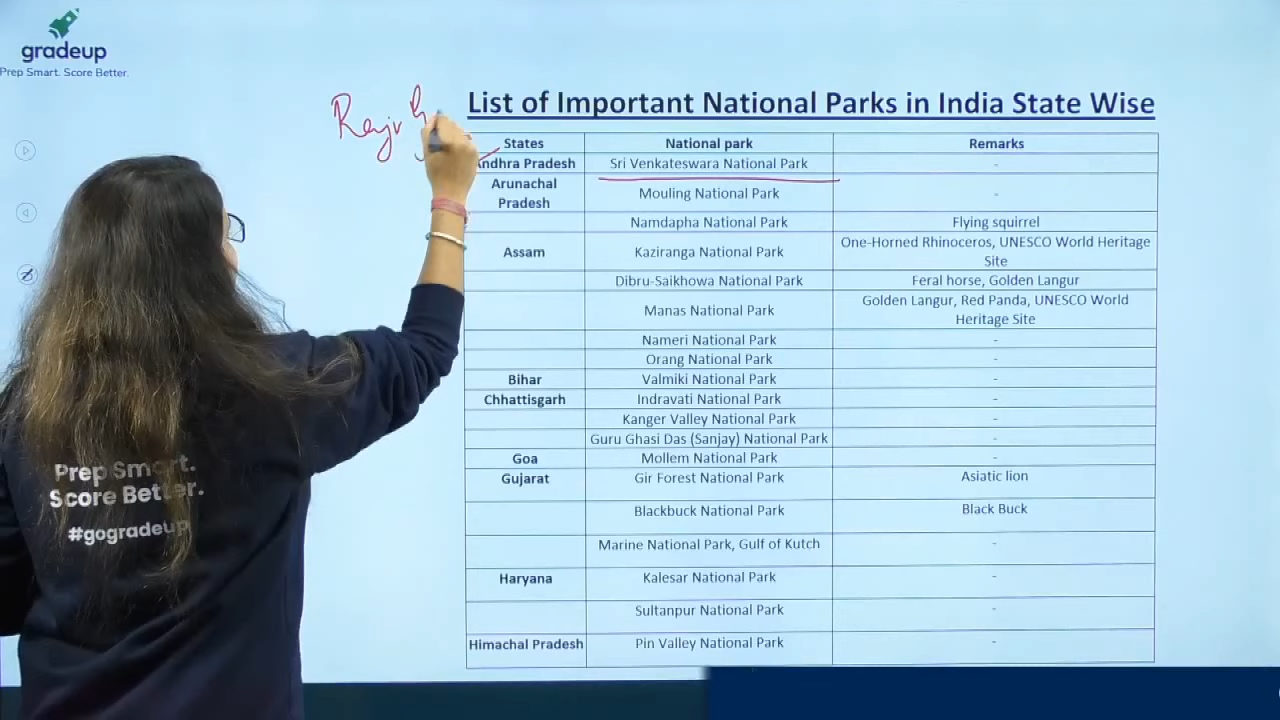 gradeup
Prep Smart. Score Better.
Rajv
List of Important National Parks in India State Wise
States National park Remarks
Andhra Pradesh Sri Venkateswara National Park -
Arunachal Pradesh Mouling National Park -
Namdapha National Park Flying squirrel
Assam Kaziranga National Park One-Horned Rhinoceros, UNESCO World Heritage Site
Dibru-Saikhowa National Park Feral horse, Golden Langur
Manas National Park Golden Langur, Red Panda, UNESCO World Heritage Site
Nameri National Park -
Orang National Park -
Bihar Valmiki National Park -
Chhattisgarh Indravati National Park -
Kanger Valley National Park -
Guru Ghasi Das (Sanjay) National Park -
Goa Mollem National Park -
Gujarat Gir Forest National Park Asiatic lion
Blackbuck National Park Black Buck
Marine National Park, Gulf of Kutch -
Haryana Kalesar National Park -
Sultanpur National Park -
Himachal Pradesh Pin Valley National Park -
Prep Smart.
Score Better.
#gogradeup